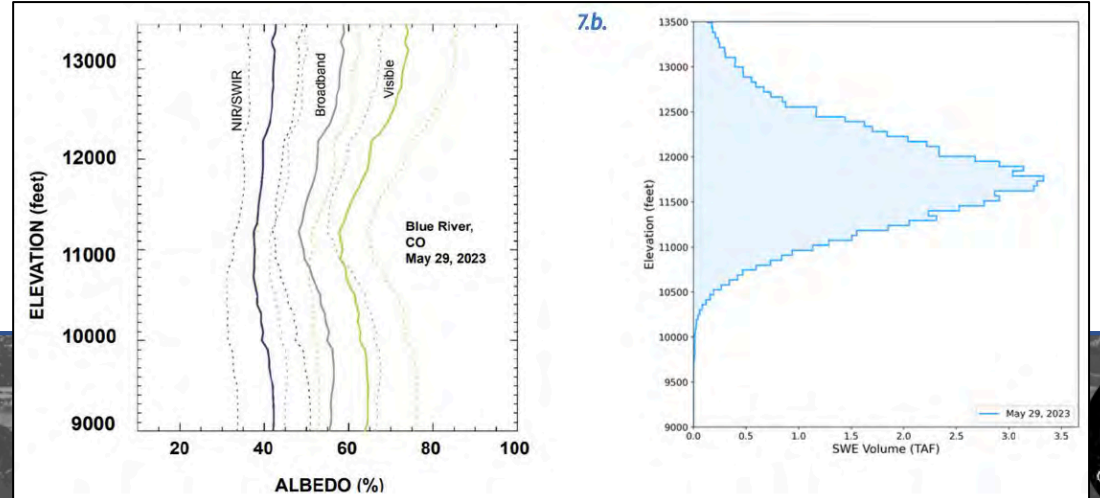 7.b.
ELEVATION (feet)
13000
12000
11000
10000
9000
NIR/SWIR
Broadband
Visible
Blue River,
CO
May 29, 2023
20
40
60
80
100
ALBEDO (%)
Elevation (feet)
13500
13000
12500
12000
11500
11000
10500
10000
9500
9000
May 29, 2023
0.0
0.5
1.0
1.5
2.0
2.5
3.0
3.5
SWE Volume (TAF)